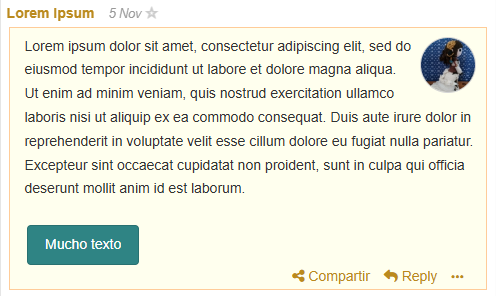 Lorem Ipsum 5 Nov
Lorem ipsum dolor sit amet, consectetur adipiscing elit, sed do
eiusmod tempor incididunt ut labore et dolore magna aliqua.
Ut enim ad minim veniam, quis nostrud exercitation ullamco
laboris nisi ut aliquip ex ea commodo consequat. Duis aute irure dolor in
reprehenderit in voluptate velit esse cillum dolore eu fugiat nulla pariatur.
Excepteur sint occaecat cupidatat non proident, sunt in culpa qui officia
deserunt mollit anim id est laborum.
Mucho texto
Compartir Reply